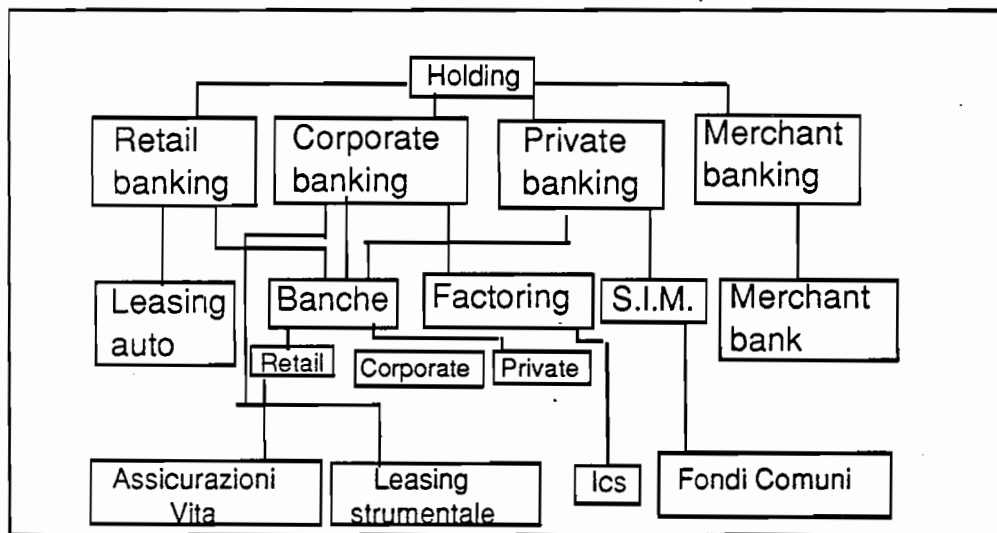 Holding
Retail
banking
Corporate
banking
Private
banking
Merchant
banking
Leasing
auto
Banche
Factoring
S.I.M.
Merchant
bank
Retail
Corporate
Private
Assicurazioni
Vita
Leasing
strumentale
Ics
Fondi Comuni